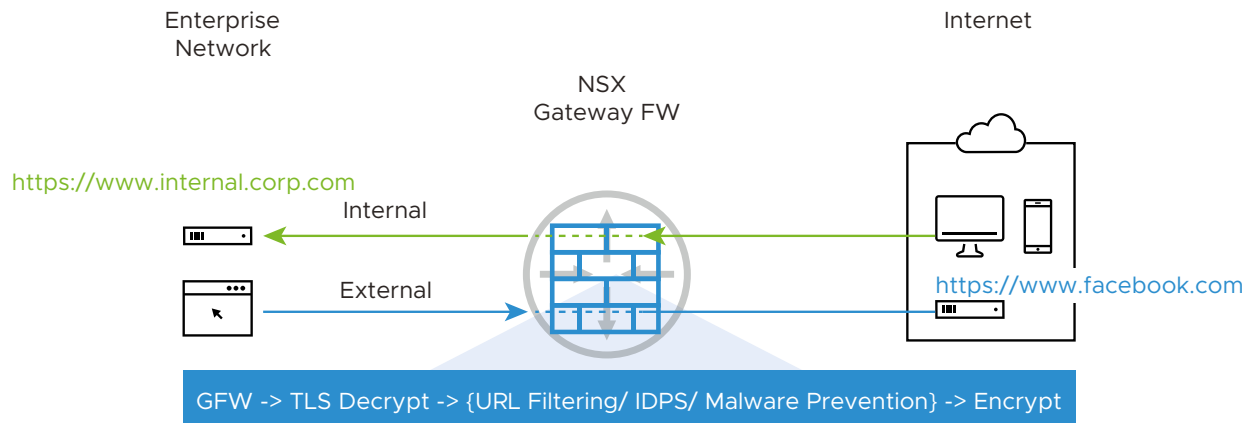 Enterprise
Network
Internet
NSX
Gateway FW
https://www.internal.corp.com
Internal
External
https://www.facebook.com
GFW -> TLS Decrypt -> {URL Filtering/ IDPS/ Malware Prevention} -> Encrypt